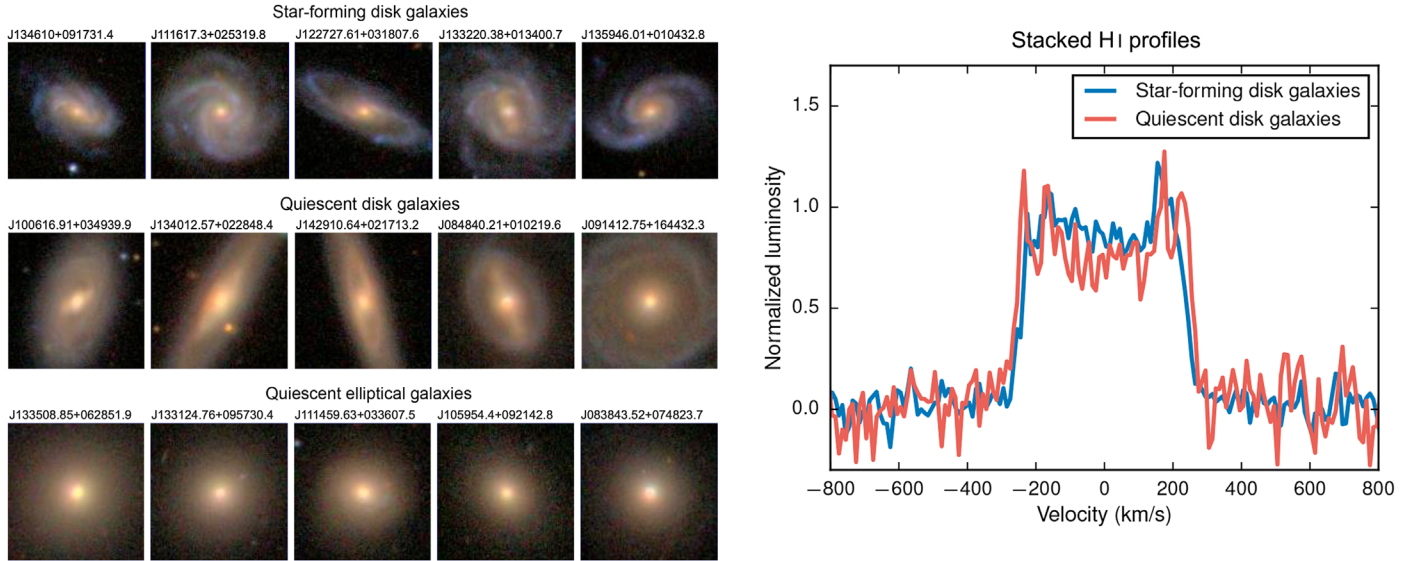 Star-forming disk galaxies
J134610+091731.4 J111617.3+025319.8 J122727.61+031807.6 J133220.38+013400.7 J135946.01+010432.8
Quiescent disk galaxies
J100616.91+034939.9 J134012.57+022848.4 J142910.64+021713.2 J084840.21+010219.6 J091412.75+164432.3
Quiescent elliptical galaxies
J133508.85+062851.9 J133124.76+095730.4 J111459.63+033607.5 J105954.4+092142.8 J083843.52+074823.7
Stacked H I profiles
Star-forming disk galaxies
Quiescent disk galaxies
Normalized luminosity
1.5
1.0
0.5
0.0
−800 −600 −400 −200 0 200 400 600 800
Velocity (km/s)